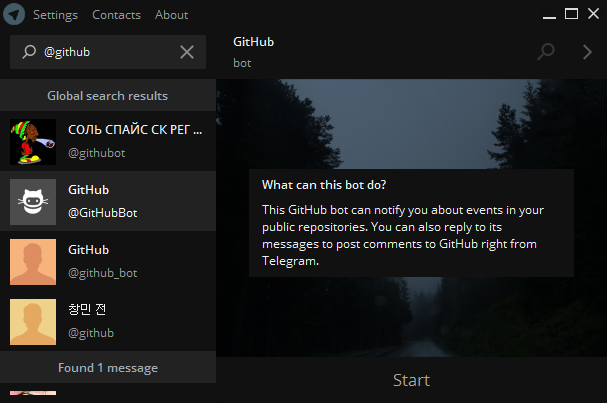 Settings Contacts About
@github
Global search results
СОЛЬ СПАЙС СК РЕГ ...
@githubot
GitHub
@GitHubBot
GitHub
@github_bot
창민 전
@github
Found 1 message
GitHub
bot
What can this bot do?
This GitHub bot can notify you about events in your
public repositories. You can also reply to its
messages to post comments to GitHub right from
Telegram.
Start